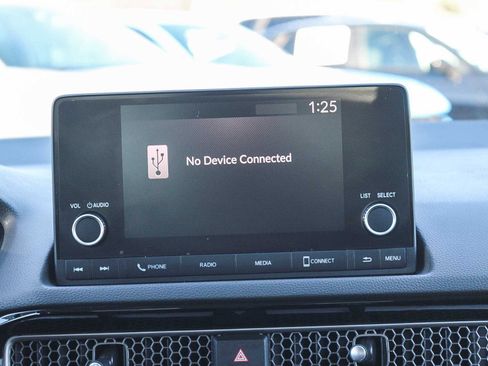 1:25
No Device Connected
VOL AUDIO
LIST SELECT
PHONE RADIO MEDIA CONNECT MENU